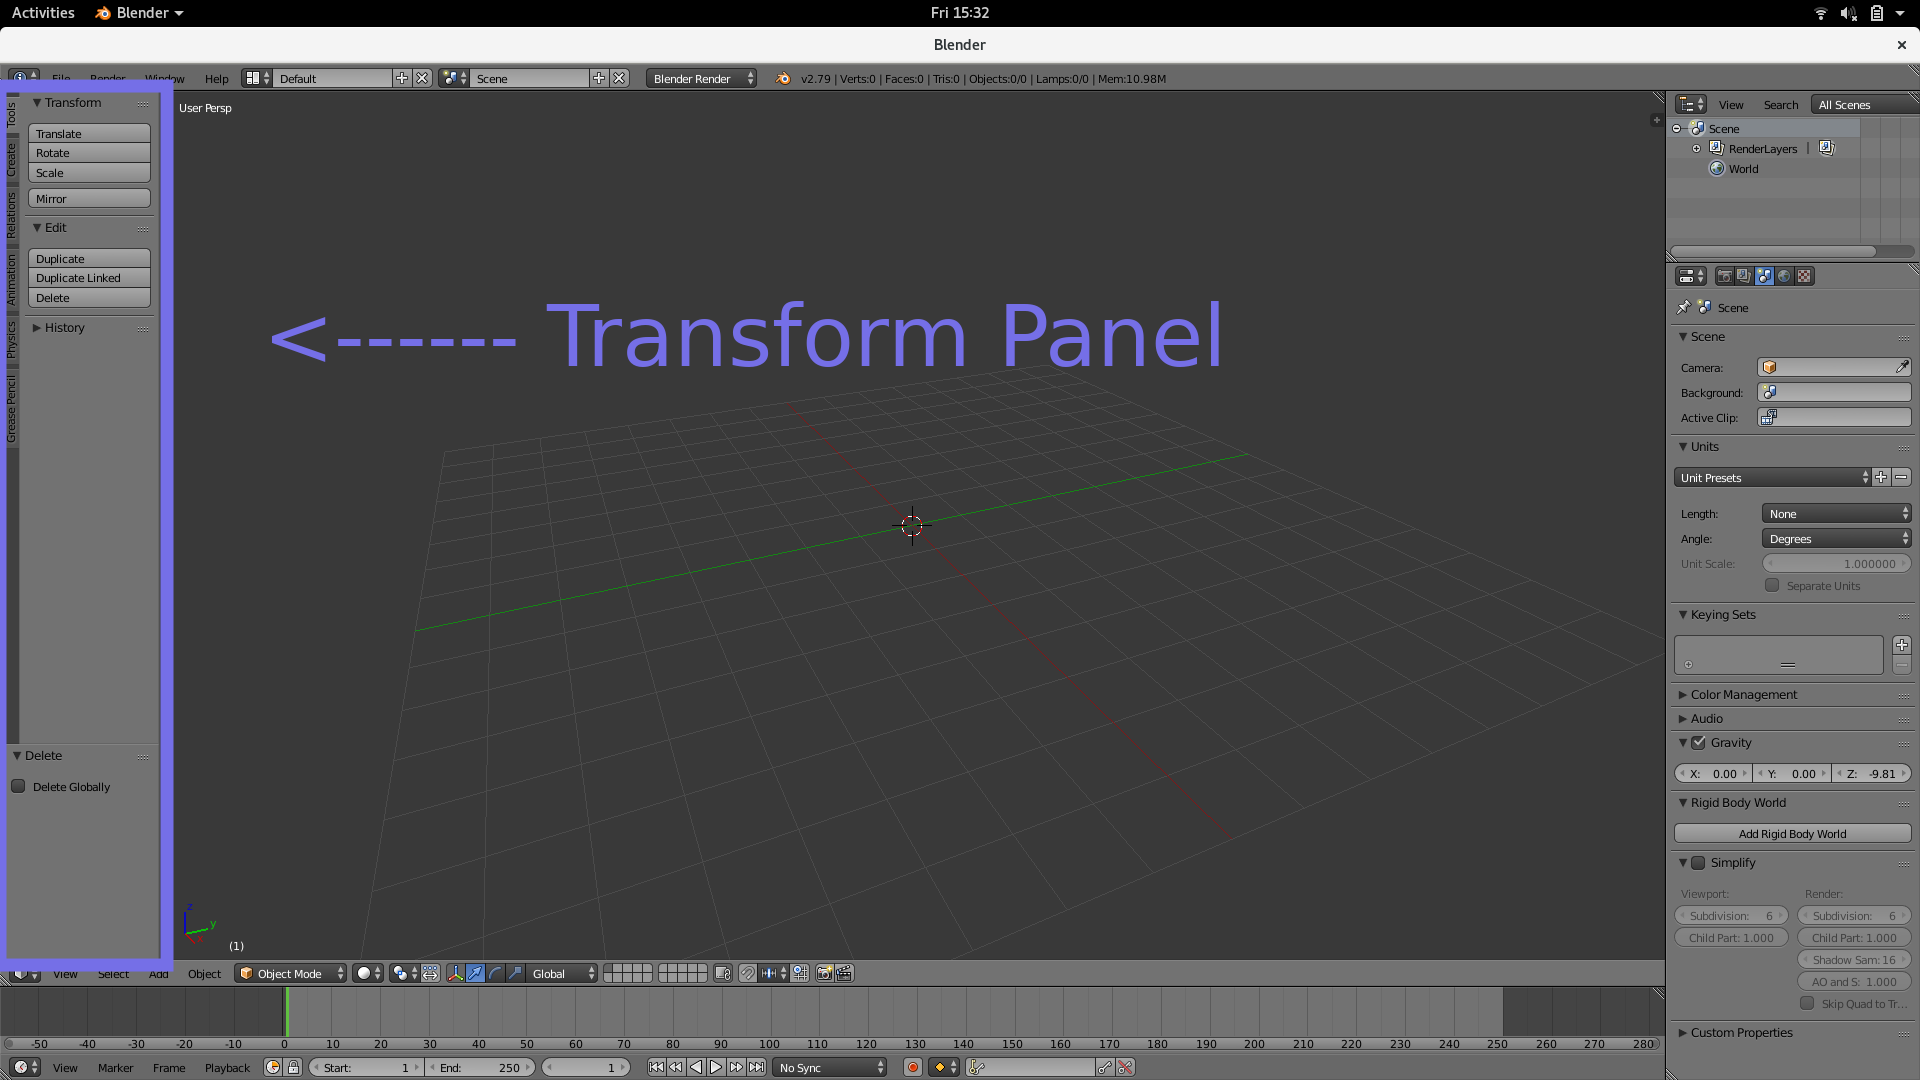 Activities Blender Fri 15:32
Blender
File Render Window Help Default Scene Blender Render v2.79 | Verts:0 | Faces:0 | Tris:0 | Objects:0/0 | Lamps:0/0 | Mem:10.98M
Tools
Create
Relations
Animation
Physics
Grease Pencil
Transform
Translate
Rotate
Scale
Mirror
Edit
Duplicate
Duplicate Linked
Delete
History
Delete
Delete Globally
User Persp
<------ Transform Panel
z
y
(1)
View Select Add Object Object Mode Global
View Search All Scenes
Scene
RenderLayers |
World
Scene
Scene
Camera:
Background:
Active Clip:
Units
Unit Presets
Length: None
Angle: Degrees
Unit Scale: 1.000000
Separate Units
Keying Sets
Color Management
Audio
Gravity
X: 0.00 Y: 0.00 Z: -9.81
Rigid Body World
Add Rigid Body World
Simplify
Viewport: Render:
Subdivision: 6 Subdivision: 6
Child Part: 1.000 Child Part: 1.000
Shadow Sam: 16
AO and S: 1.000
Skip Quad to Tr...
Custom Properties
-50 -40 -30 -20 -10 0 10 20 30 40 50 60 70 80 90 100 110 120 130 140 150 160 170 180 190 200 210 220 230 240 250 260 270 280
View Marker Frame Playback Start: 1 End: 250 1 No Sync